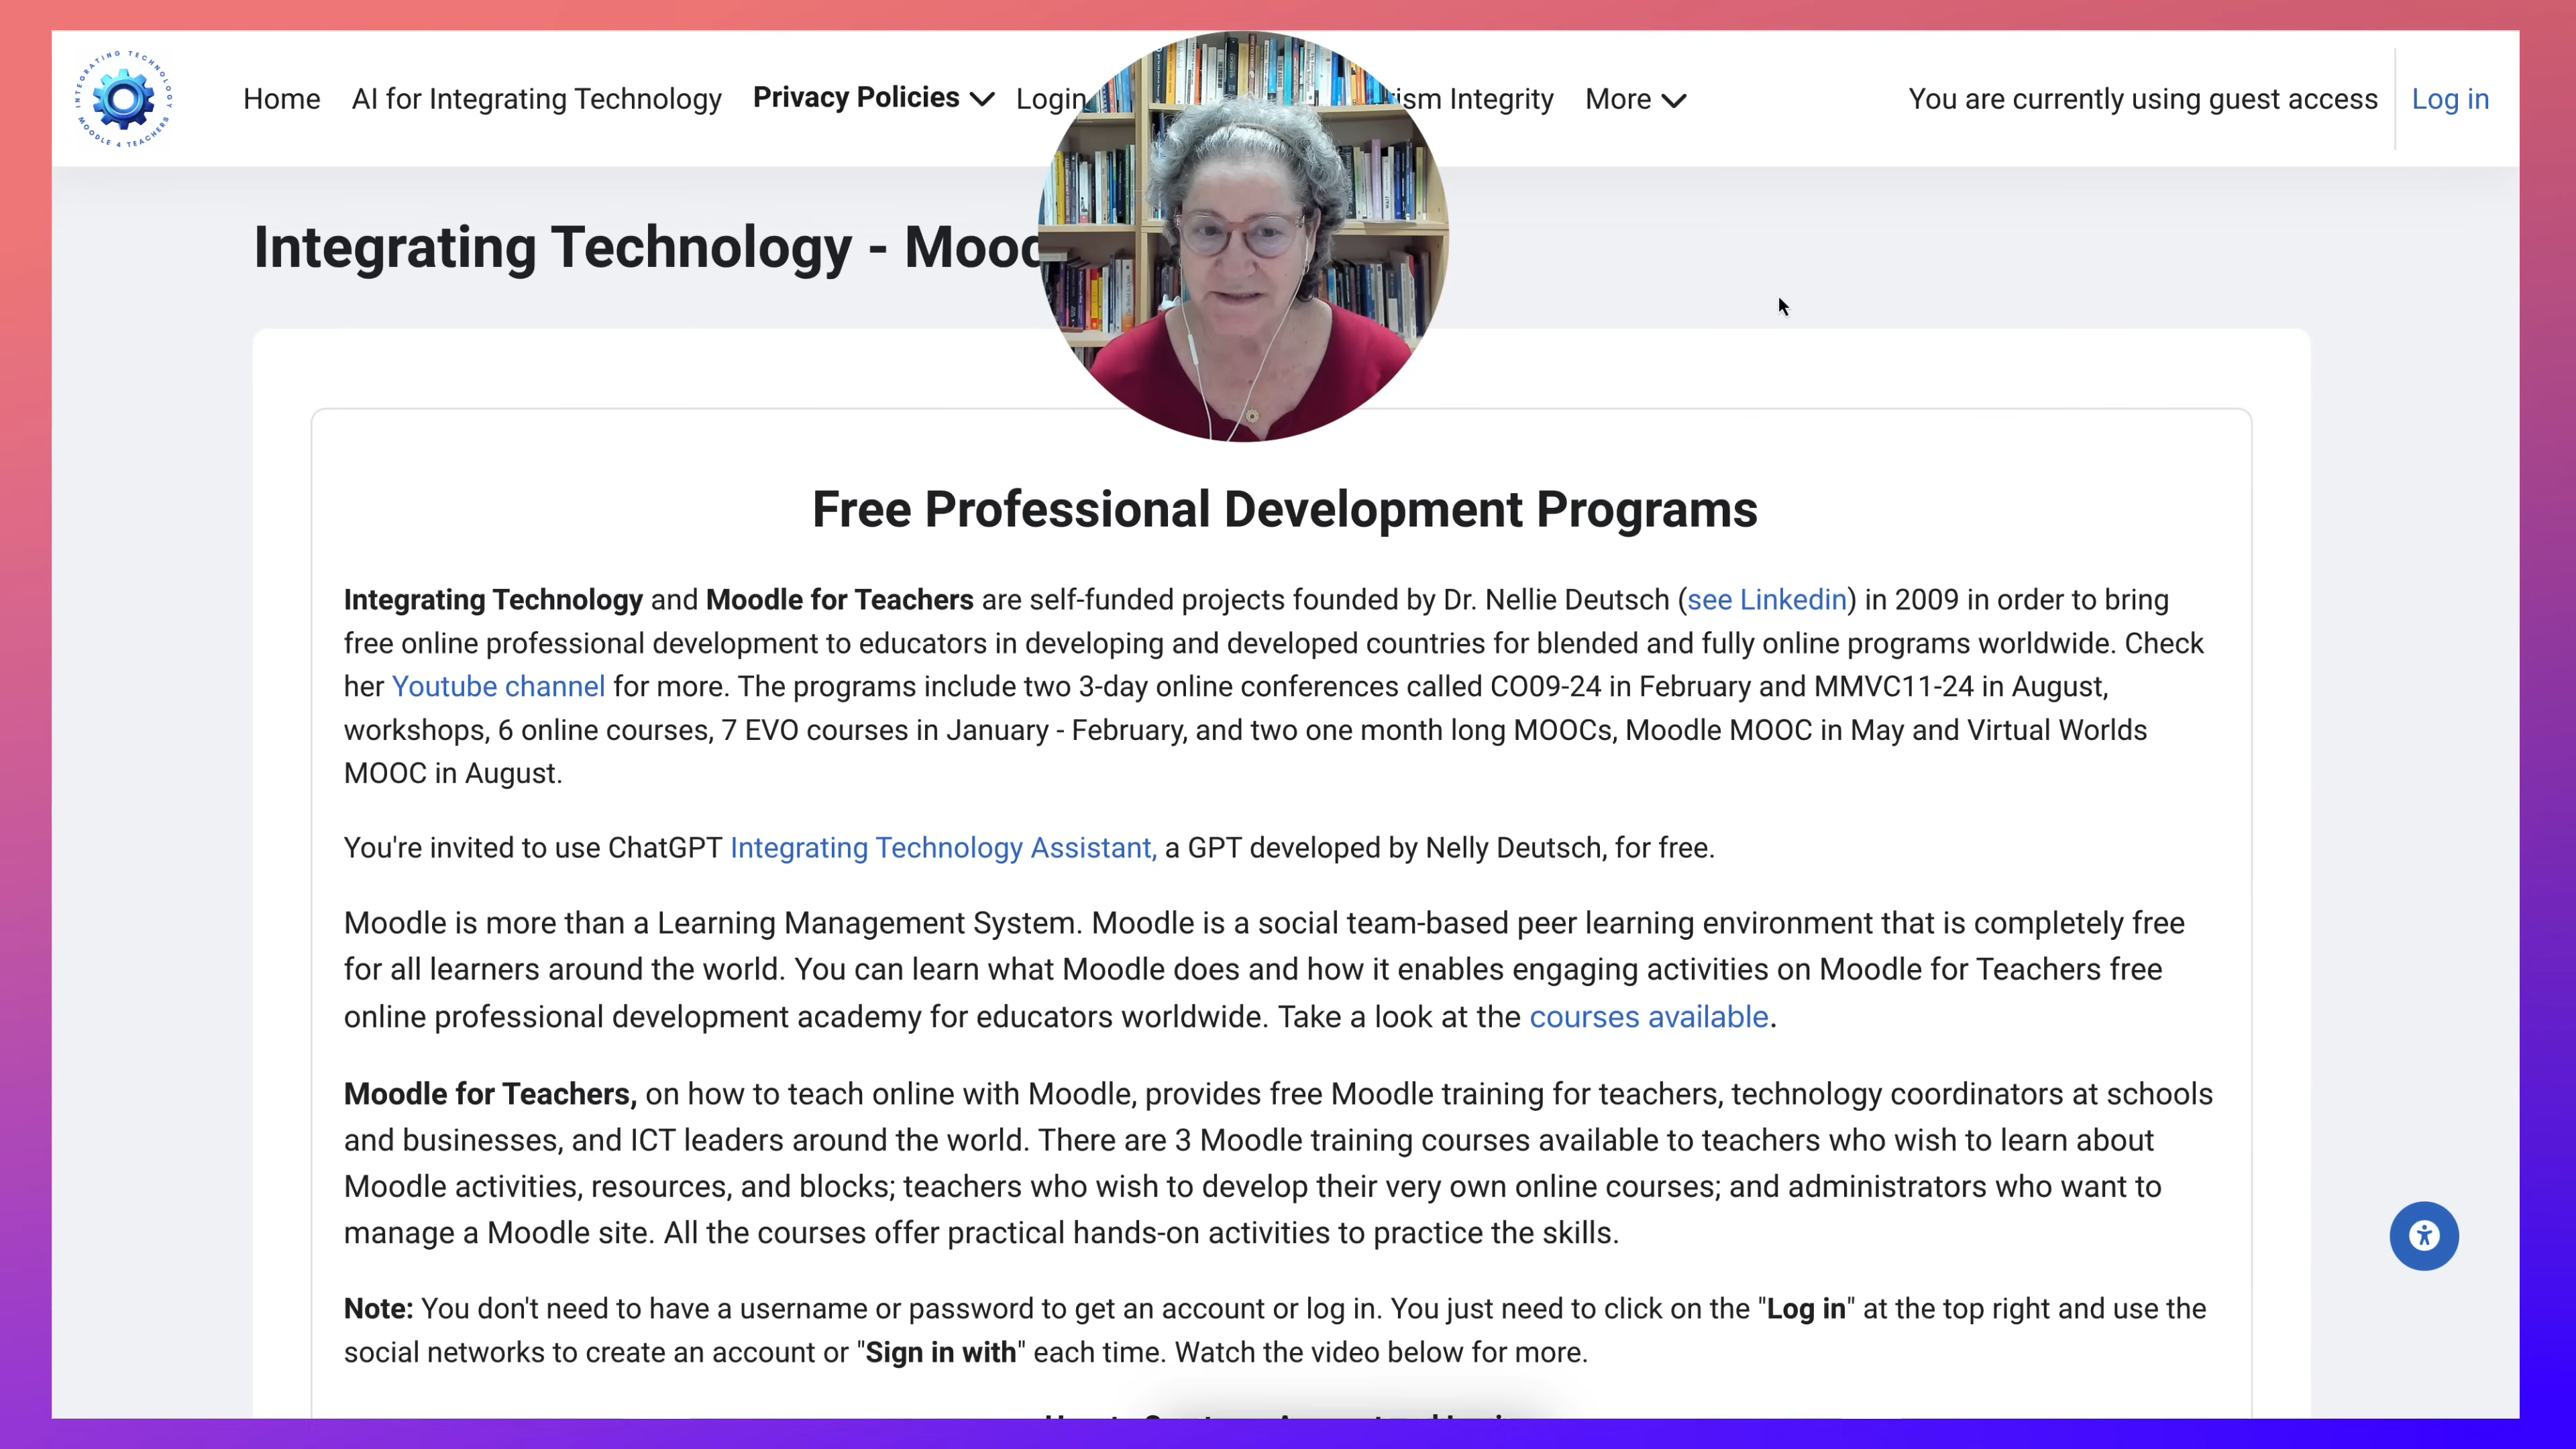 INTEGRATING TECHNOLOGY
MOODLE 4 TEACHERS
Home AI for Integrating Technology Privacy Policies Login Integrity More You are currently using guest access Log in
Integrating Technology -
Free Professional Development Programs
Integrating Technology and Moodle for Teachers are self-funded projects founded by Dr. Nellie Deutsch (see Linkedin) in 2009 in order to bring
free online professional development to educators in developing and developed countries for blended and fully online programs worldwide. Check
her Youtube channel for more. The programs include two 3-day online conferences called CO09-24 in February and MMVC11-24 in August,
workshops, 6 online courses, 7 EVO courses in January - February, and two one month long MOOCs, Moodle MOOC in May and Virtual Worlds
MOOC in August.
You're invited to use ChatGPT Integrating Technology Assistant, a GPT developed by Nelly Deutsch, for free.
Moodle is more than a Learning Management System. Moodle is a social team-based peer learning environment that is completely free
for all learners around the world. You can learn what Moodle does and how it enables engaging activities on Moodle for Teachers free
online professional development academy for educators worldwide. Take a look at the courses available.
Moodle for Teachers, on how to teach online with Moodle, provides free Moodle training for teachers, technology coordinators at schools
and businesses, and ICT leaders around the world. There are 3 Moodle training courses available to teachers who wish to learn about
Moodle activities, resources, and blocks; teachers who wish to develop their very own online courses; and administrators who want to
manage a Moodle site. All the courses offer practical hands-on activities to practice the skills.
Note: You don't need to have a username or password to get an account or log in. You just need to click on the "Log in" at the top right and use the
social networks to create an account or "Sign in with" each time. Watch the video below for more.